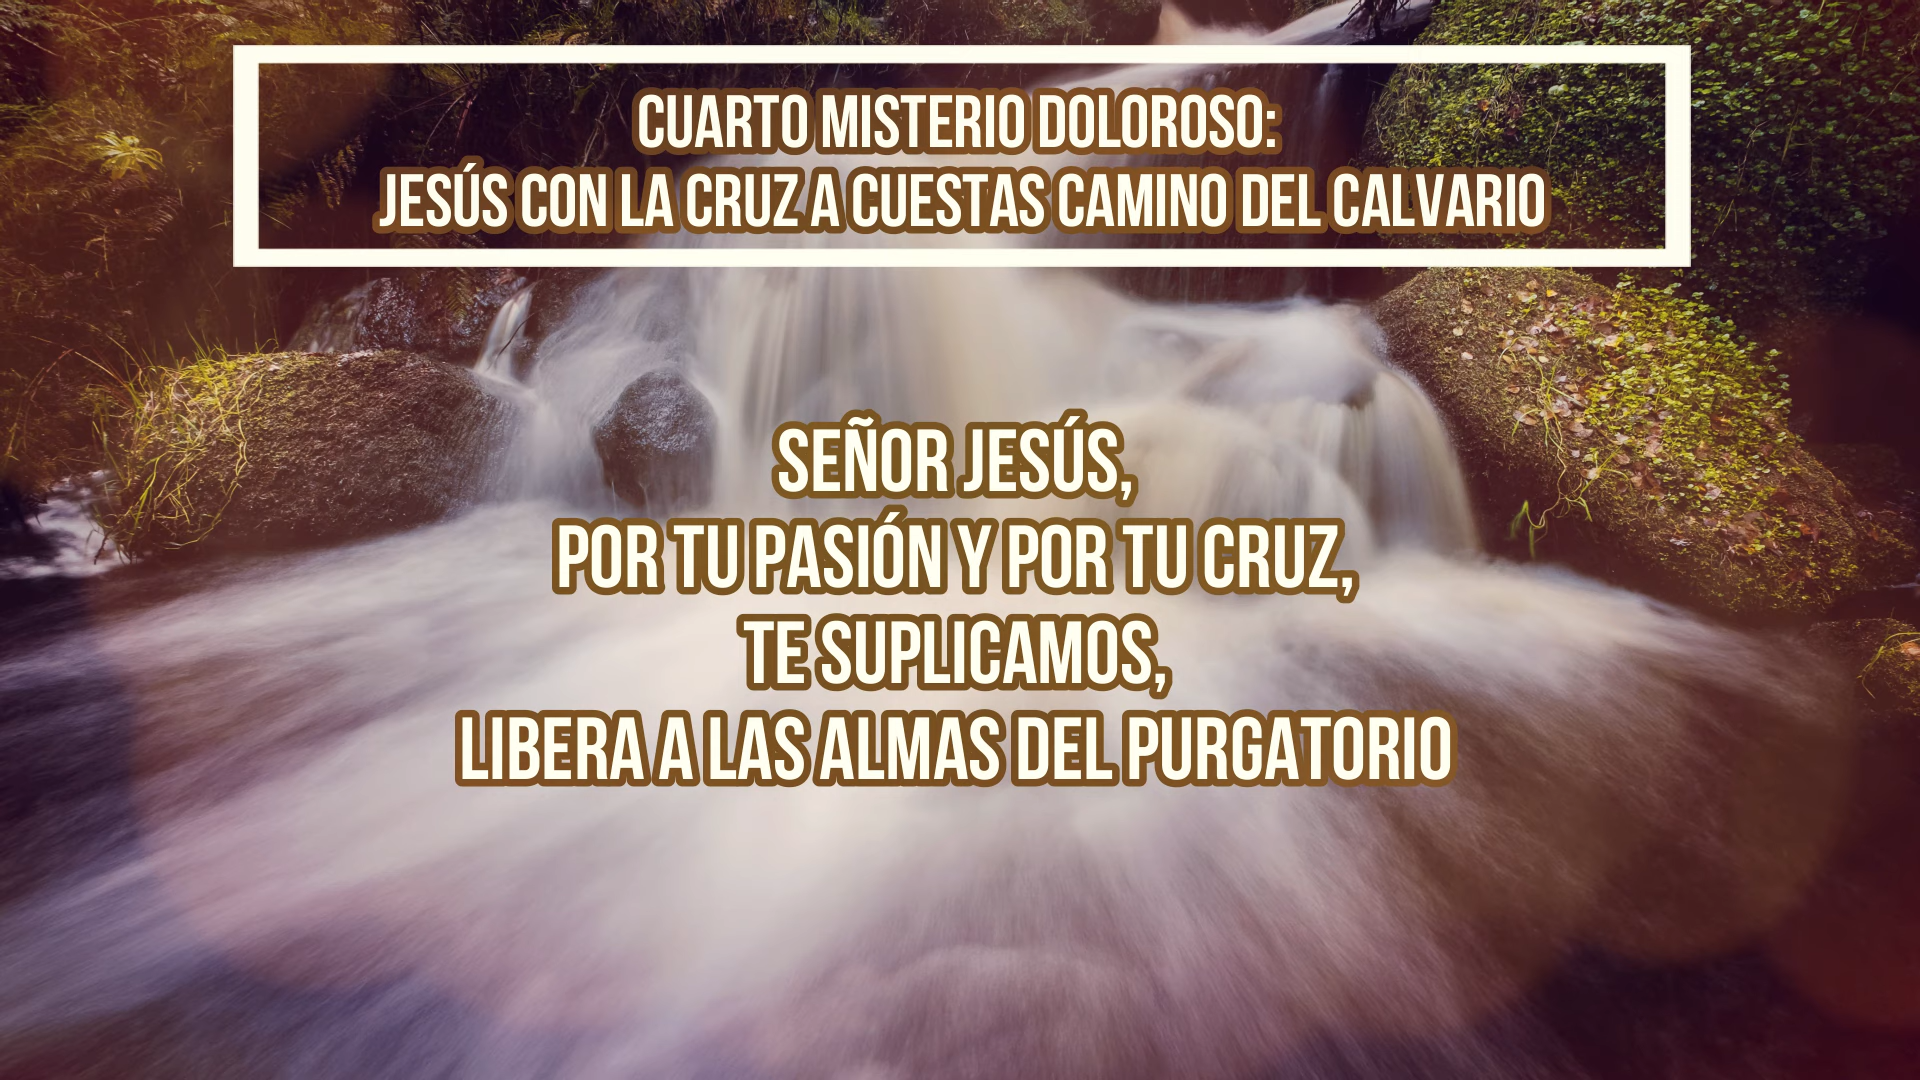 CUARTO MISTERIO DOLOROSO:
JESÚS CON LA CRUZ A CUESTAS CAMINO DEL CALVARIO
SEÑOR JESÚS,
POR TU PASIÓN Y POR TU CRUZ,
TE SUPLICAMOS,
LIBERA A LAS ALMAS DEL PURGATORIO